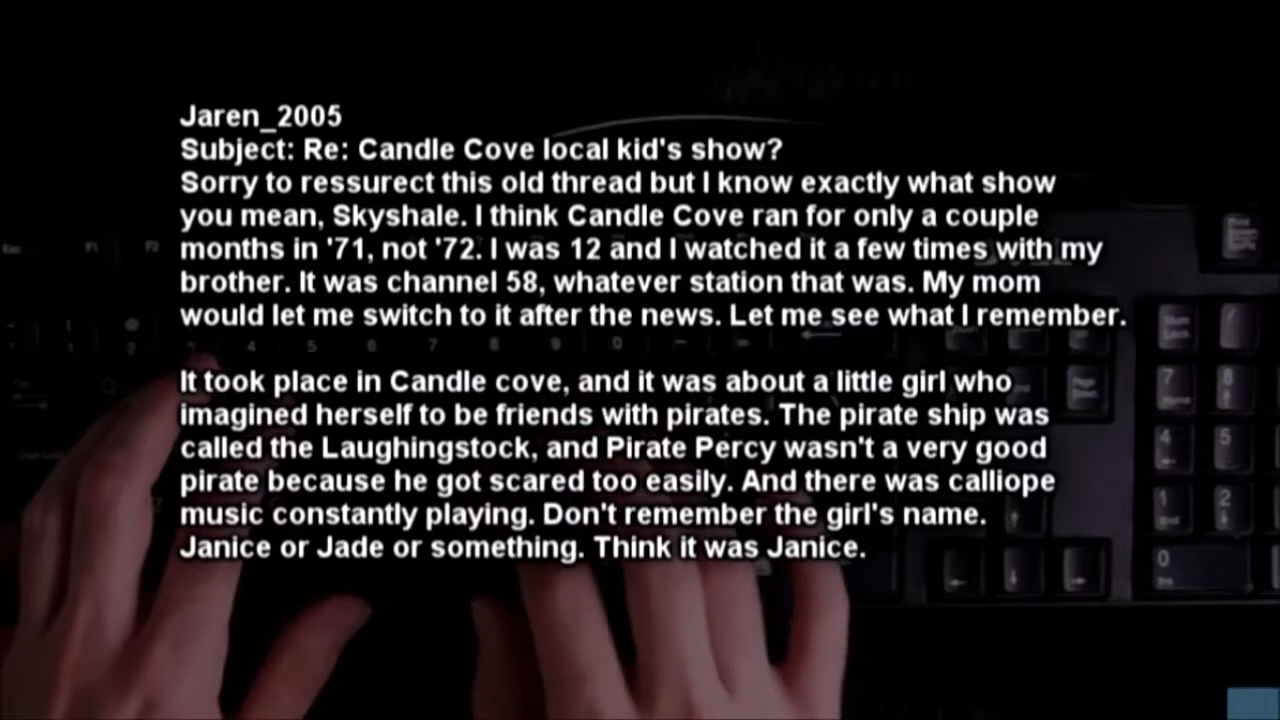 Jaren_2005
Subject: Re: Candle Cove local kid's show?
Sorry to ressurect this old thread but I know exactly what show
you mean, Skyshale. I think Candle Cove ran for only a couple
months in '71, not '72. I was 12 and I watched it a few times with my
brother. It was channel 58, whatever station that was. My mom
would let me switch to it after the news. Let me see what I remember.
It took place in Candle cove, and it was about a little girl who
imagined herself to be friends with pirates. The pirate ship was
called the Laughingstock, and Pirate Percy wasn't a very good
pirate because he got scared too easily. And there was calliope
music constantly playing. Don't remember the girl's name.
Janice or Jade or something. Think it was Janice.